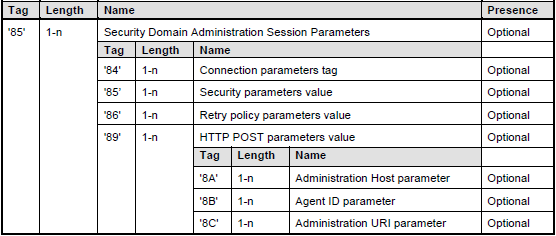 Tag Length Name Presence
'85' 1-n Security Domain Administration Session Parameters Optional
Tag Length Name
'84' 1-n Connection parameters tag Optional
'85' 1-n Security parameters value Optional
'86' 1-n Retry policy parameters value Optional
'89' 1-n HTTP POST parameters value Optional
Tag Length Name
'8A' 1-n Administration Host parameter Optional
'8B' 1-n Agent ID parameter Optional
'8C' 1-n Administration URI parameter Optional